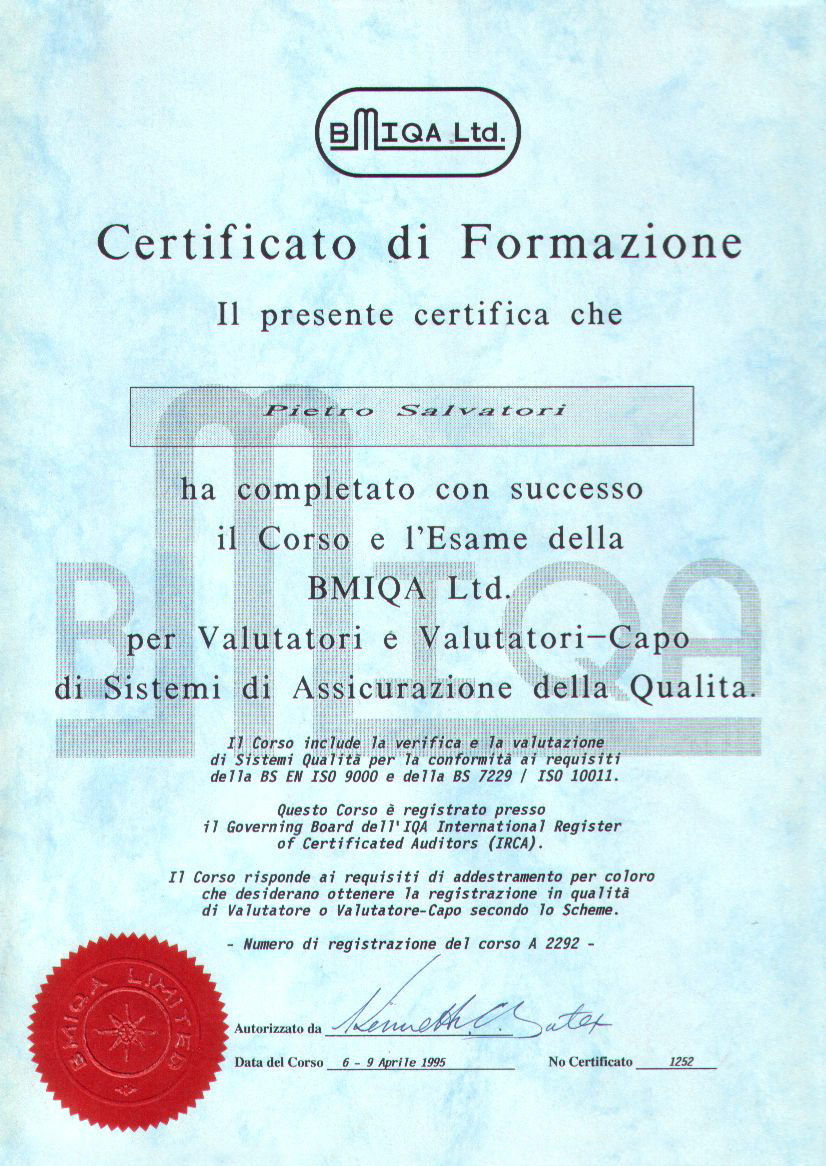 BMIQA Ltd.
Certificato di Formazione
Il presente certifica che
Pietro Salvatori
ha completato con successo
il Corso e l'Esame della
BMIQA Ltd.
per Valutatori e Valutatori-Capo
di Sistemi di Assicurazione della Qualita.
BMIQA
Il Corso include la verifica e la valutazione
di Sistemi Qualità per la conformità ai requisiti
della BS EN ISO 9000 e della BS 7229 / ISO 10011.
Questo Corso è registrato presso
il Governing Board dell'IQA International Register
of Certificated Auditors (IRCA).
Il Corso risponde ai requisiti di addestramento per coloro
che desiderano ottenere la registrazione in qualità
di Valutatore o Valutatore-Capo secondo lo Scheme.
- Numero di registrazione del corso A 2292 -
BMIQA LIMITED
Autorizzato da Kenneth C.
Data del Corso 6 - 9 Aprile 1995 No Certificato 1252